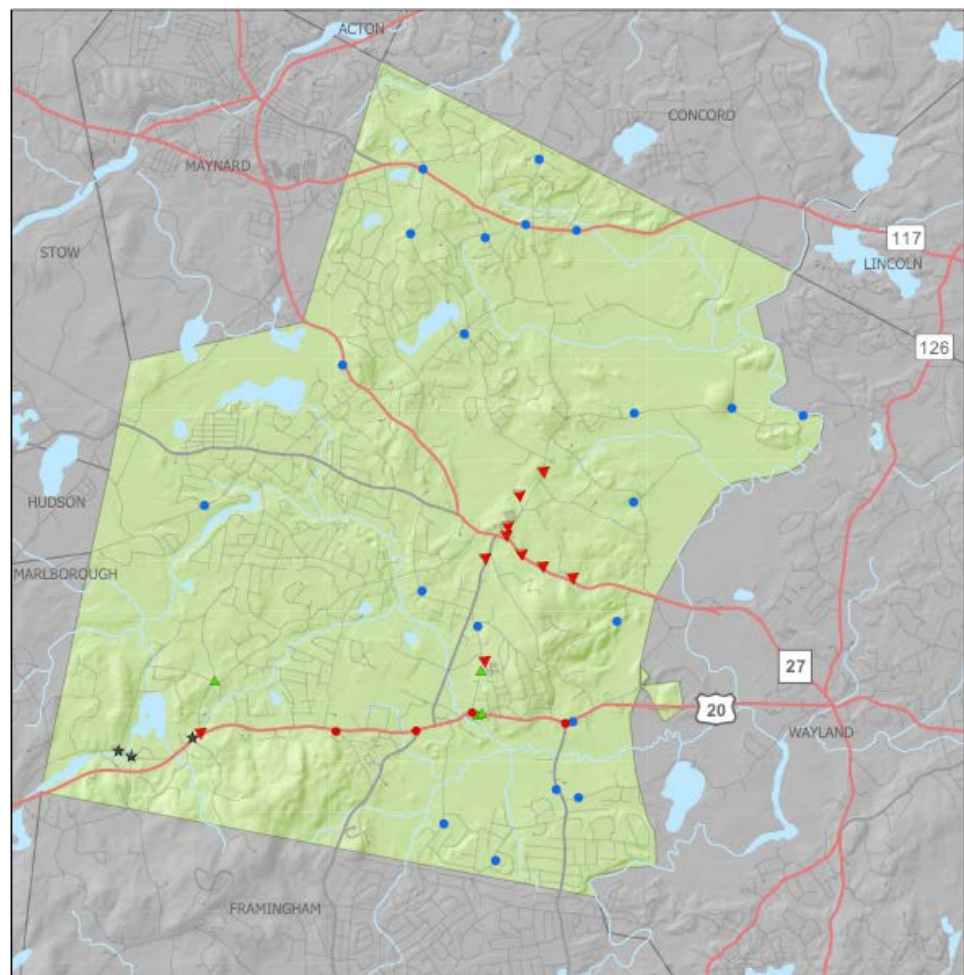 ACTON
CONCORD
MAYNARD
STOW
117
LINCOLN
126
HUDSON
MARLBOROUGH
27
20
WAYLAND
FRAMINGHAM